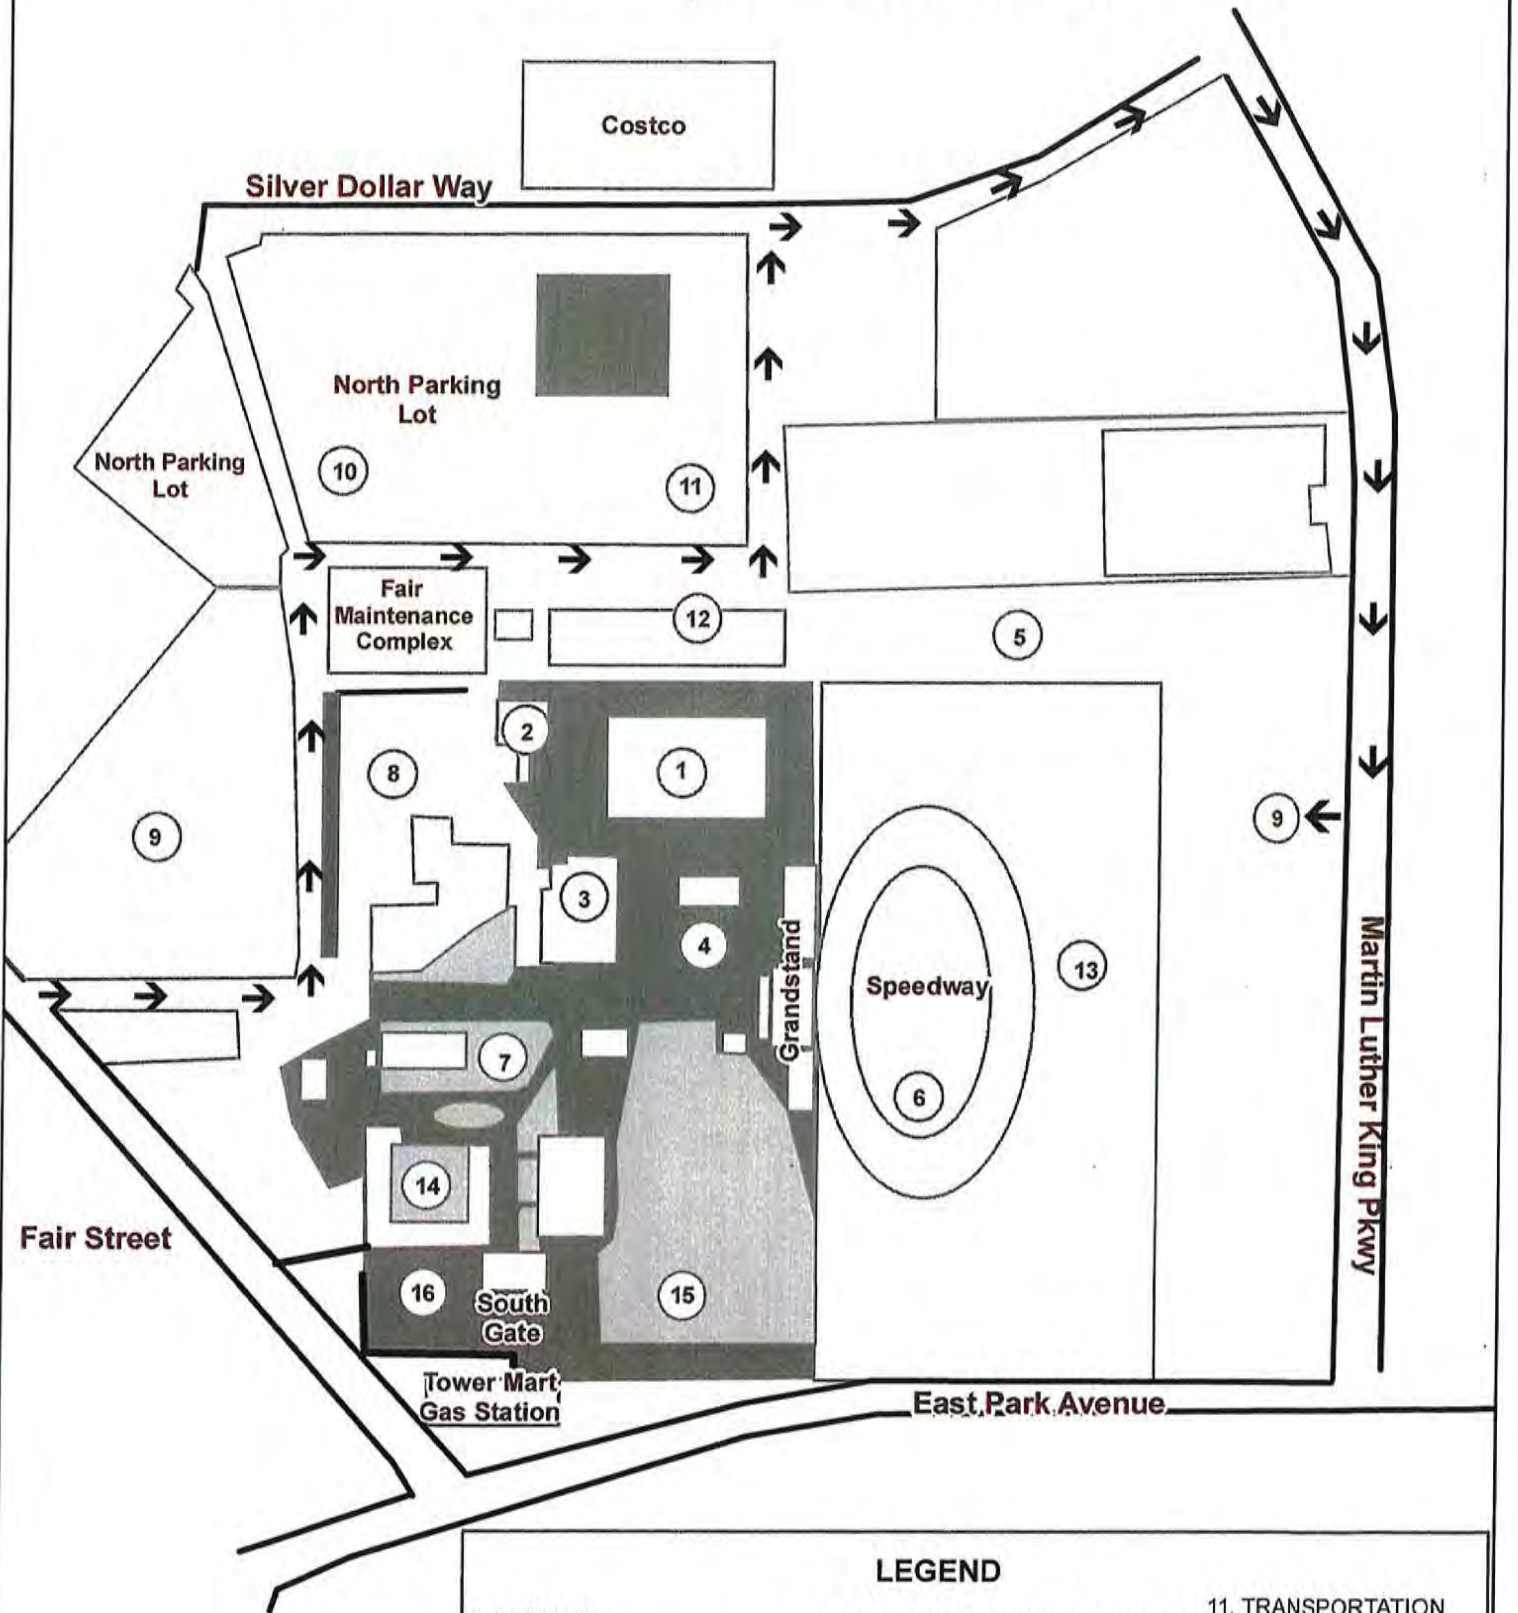 Costco
Silver Dollar Way
North Parking
Lot
North Parking
Lot
10
11
Fair
Maintenance
Complex
12
5
2
1
8
9
9
3
4
Grandstand
Speedway
13
Martin Luther King Pkwy
7
6
14
Fair Street
16
South
Gate
15
Tower Mart
Gas Station
East Park Avenue
LEGEND
11. TRANSPORTATION